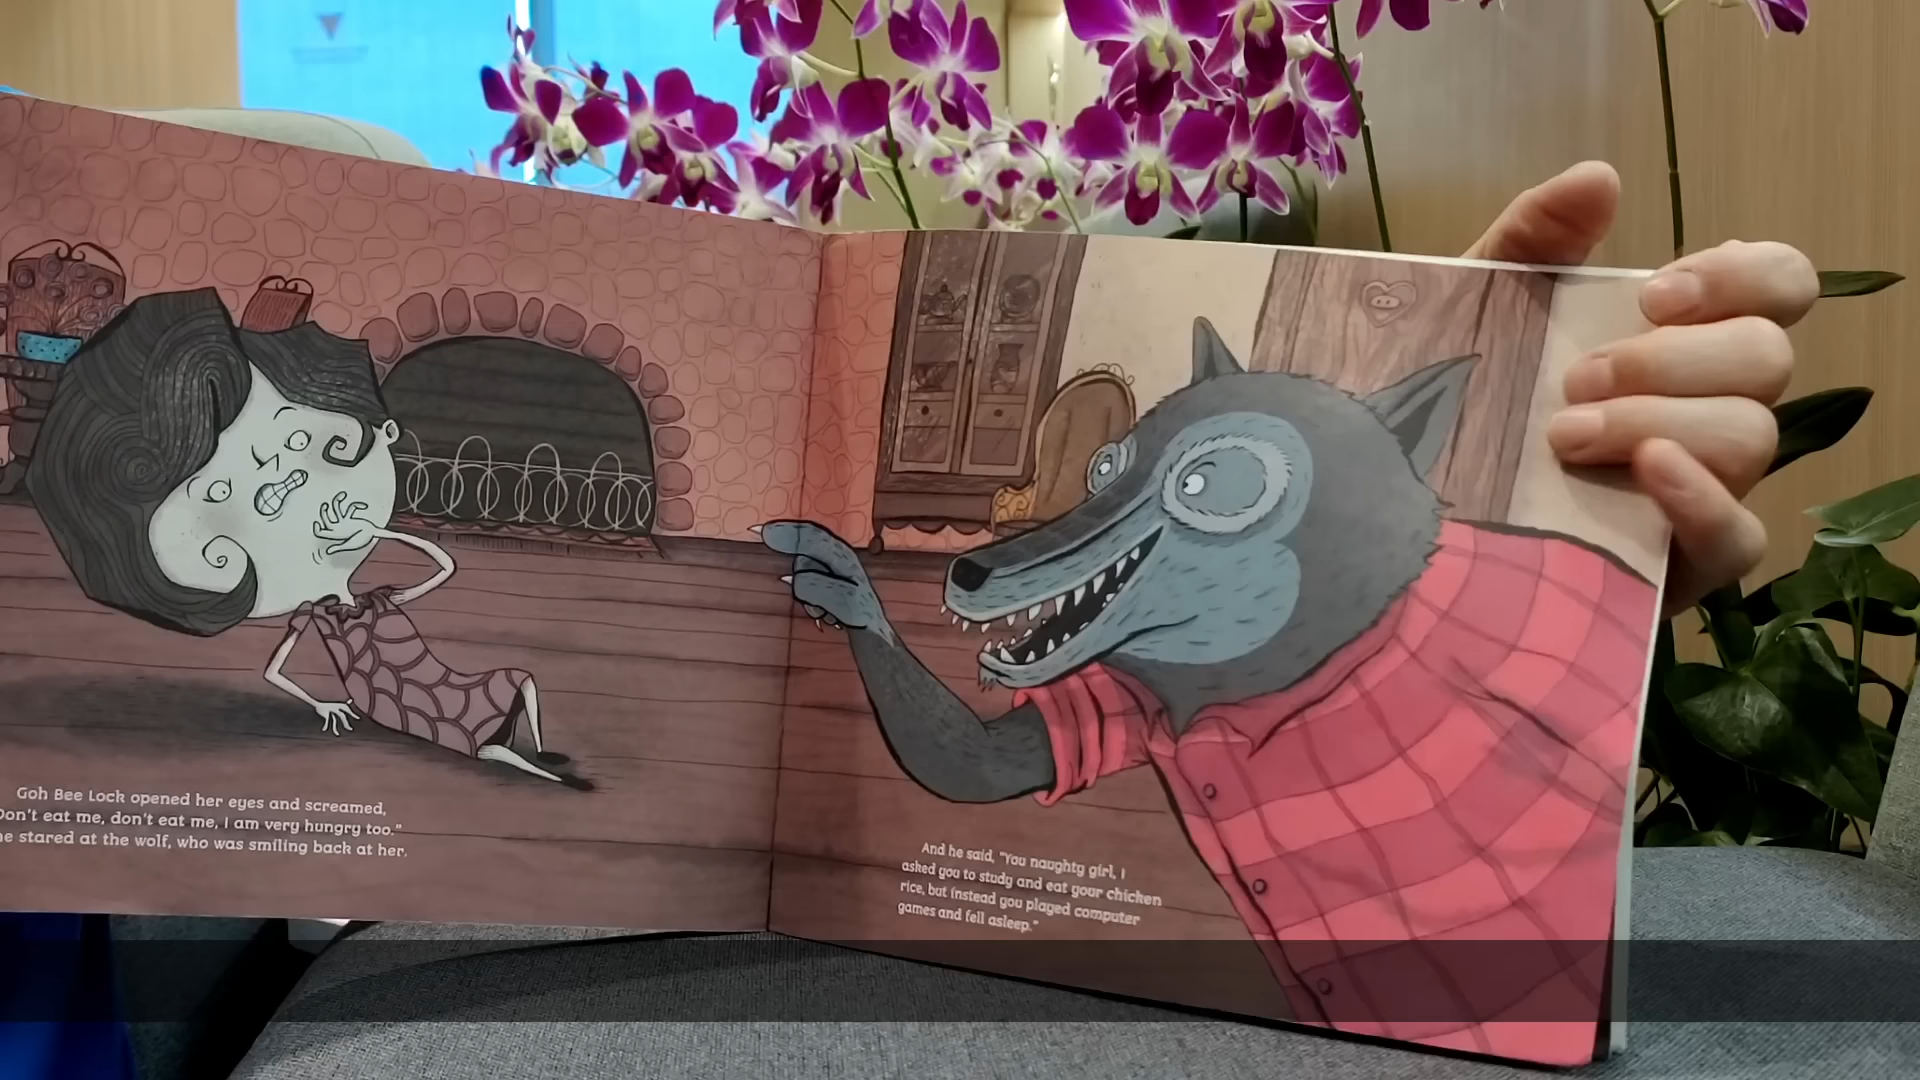 Goh Bee Lock opened her eyes and screamed,
Don't eat me, don't eat me, I am very hungry too."
he stared at the wolf, who was smiling back at her.
And he said, "You naughty girl, I
asked you to study and eat your chicken
rice, but instead you played computer
games and fell asleep."